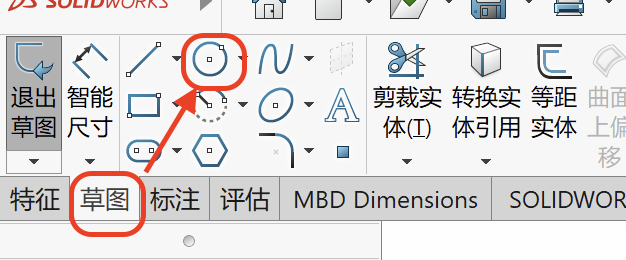 SOLIDWORKS
退出
草图
智能
尺寸
A
剪裁实
体(T)
转换实
体引用
等距
实体
曲面
上偏
移
特征
草图
标注
评估
MBD Dimensions
SOLIDWOR